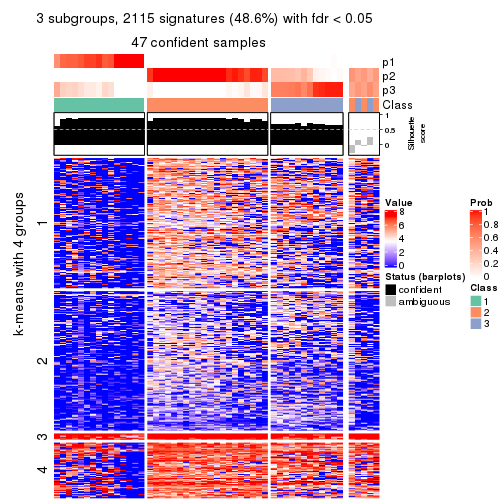 3 subgroups, 2115 signatures (48.6%) with fdr < 0.05
47 confident samples
p1
p2
p3
Class
1
0.5
0
Silhouette
score
k-means with 4 groups
1
2
3
4
Value
8
6
4
2
0
Status (barplots)
confident
ambiguous
Prob
1
0.8
0.6
0.4
0.2
0
Class
1
2
3